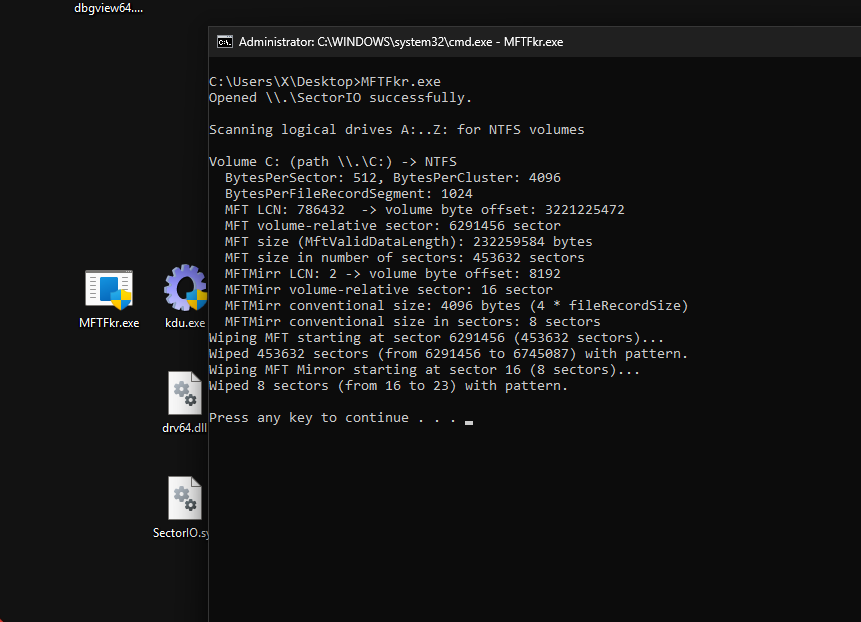 dbgview64....
Administrator: C:\WINDOWS\system32\cmd.exe - MFTFkr.exe
C:\Users\X\Desktop>MFTFkr.exe
Opened \\.\SectorIO successfully.
Scanning logical drives A:..Z: for NTFS volumes
Volume C: (path \\.\C:) -> NTFS
BytesPerSector: 512, BytesPerCluster: 4096
BytesPerFileRecordSegment: 1024
MFT LCN: 786432  -> volume byte offset: 3221225472
MFT volume-relative sector: 6291456 sector
MFT size (MftValidDataLength): 232259584 bytes
MFT size in number of sectors: 453632 sectors
MFTMirr LCN: 2 -> volume byte offset: 8192
MFTMirr volume-relative sector: 16 sector
MFTMirr conventional size: 4096 bytes (4 * fileRecordSize)
MFTMirr conventional size in sectors: 8 sectors
Wiping MFT starting at sector 6291456 (453632 sectors)...
Wiped 453632 sectors (from 6291456 to 6745087) with pattern.
Wiping MFT Mirror starting at sector 16 (8 sectors)...
Wiped 8 sectors (from 16 to 23) with pattern.
Press any key to continue . . .
MFTFkr.exe
kdu.exe
drv64.dll
SectorIO.sy